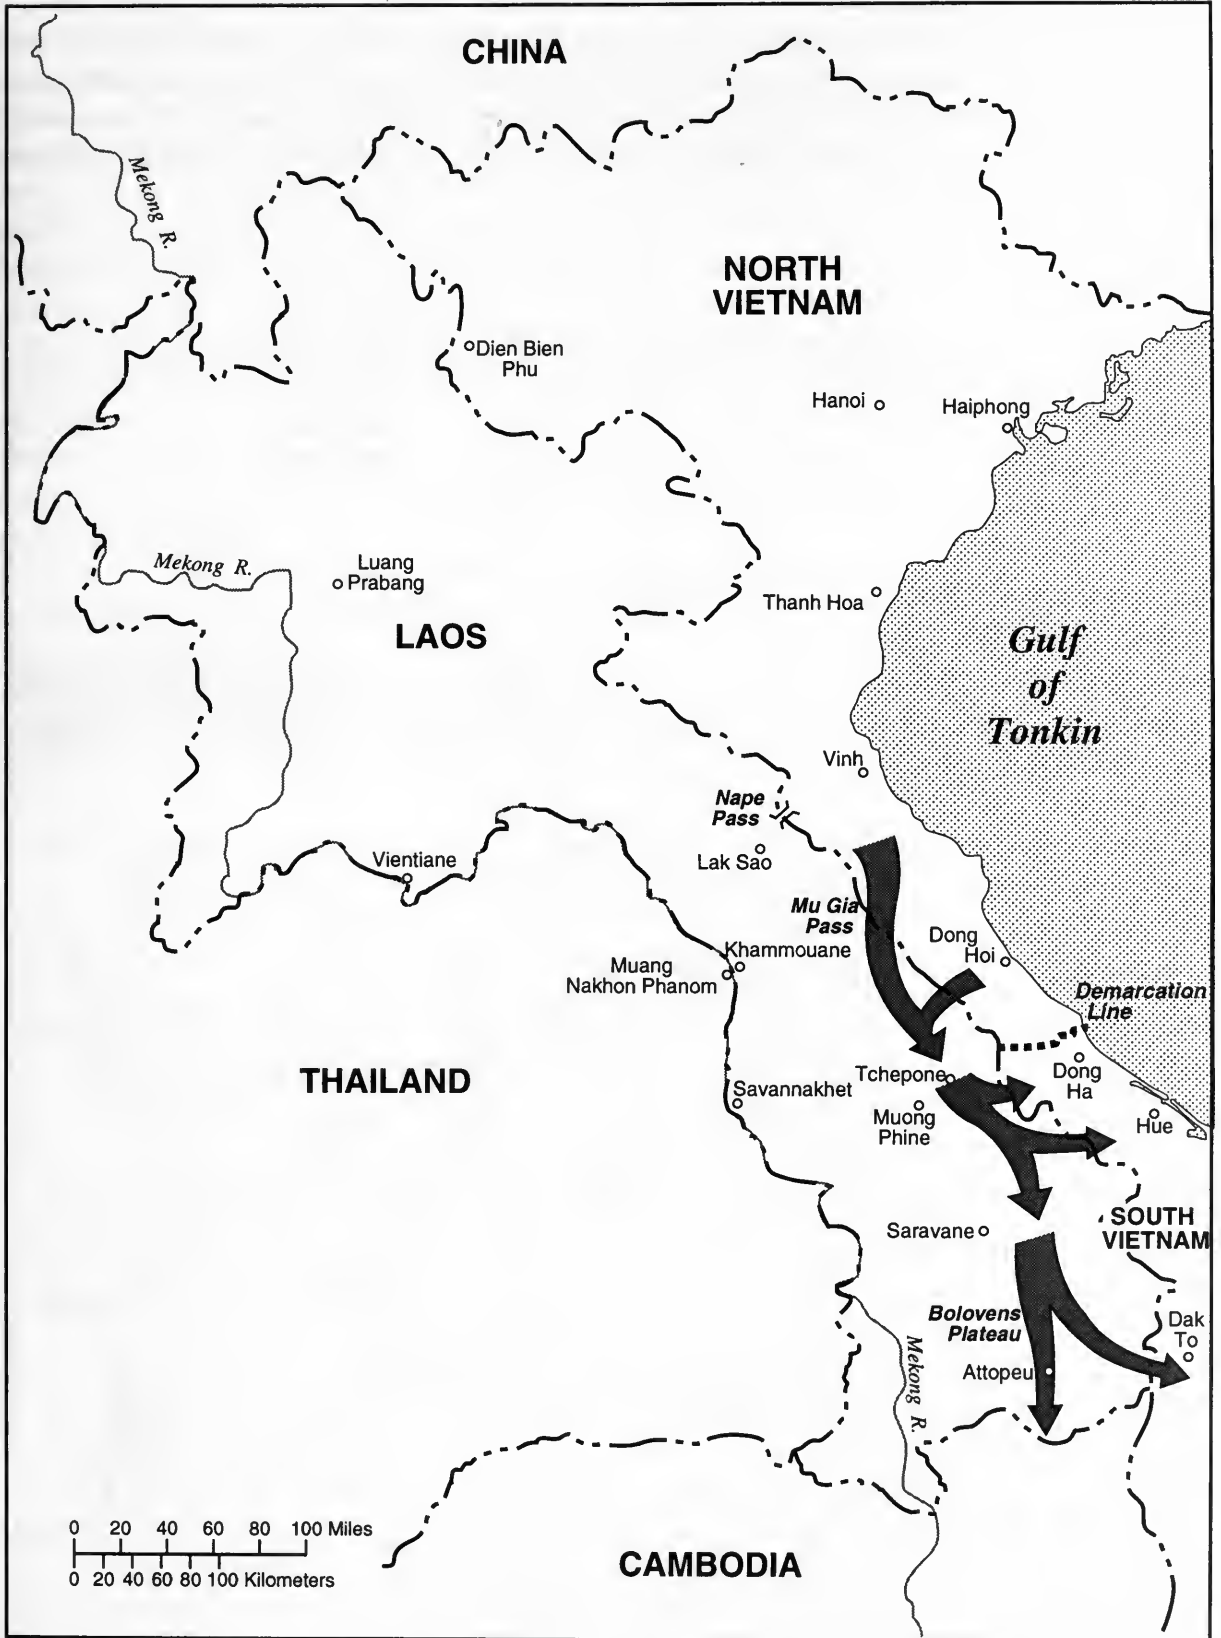 CHINA
Mekong R.
NORTH
VIETNAM
Dien Bien
Phu
Hanoi
Haiphong
Mekong R.
Luang
Prabang
LAOS
Thanh Hoa
Gulf
of
Tonkin
Vinh
Nape
Pass
Lak Sao
Vientiane
Mu Gia
Pass
Dong
Hoi
Khammouane
Muang
Nakhon Phanom
Demarcation
Line
THAILAND
Tchepone
Dong
Ha
Savannakhet
Muong
Phine
Hue
Saravane
SOUTH
VIETNAM
Bolovens
Plateau
Dak
To
Mekong R.
Attopeu
0 20 40 60 80 100 Miles
0 20 40 60 80 100 Kilometers
CAMBODIA